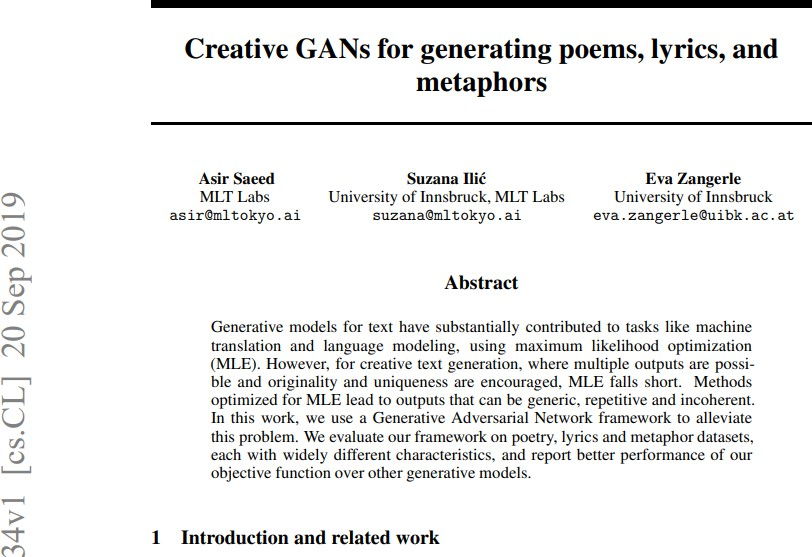 Creative GANs for generating poems, lyrics, and
metaphors
Asir Saeed
MLT Labs
asir@mltokyo.ai
Suzana Ilić
University of Innsbruck, MLT Labs
suzana@mltokyo.ai
Eva Zangerle
University of Innsbruck
eva.zangerle@uibk.ac.at
Abstract
Generative models for text have substantially contributed to tasks like machine
translation and language modeling, using maximum likelihood optimization
(MLE). However, for creative text generation, where multiple outputs are possi-
ble and originality and uniqueness are encouraged, MLE falls short. Methods
optimized for MLE lead to outputs that can be generic, repetitive and incoherent.
In this work, we use a Generative Adversarial Network framework to alleviate
this problem. We evaluate our framework on poetry, lyrics and metaphor datasets,
each with widely different characteristics, and report better performance of our
objective function over other generative models.
1 Introduction and related work
34v1 [cs.CL] 20 Sep 2019